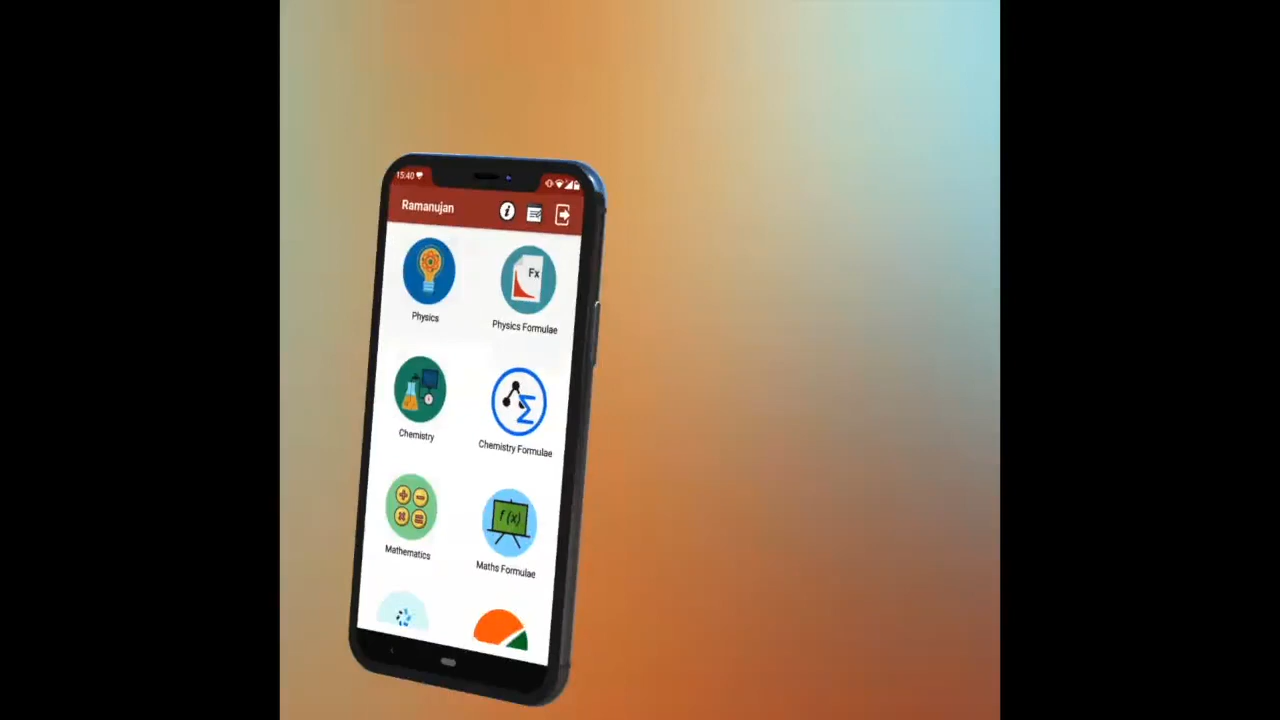 15:40
Ramanujan
Physics
Fx
Physics Formulae
Chemistry
Chemistry Formulae
Mathematics
f(x)
Maths Formulae